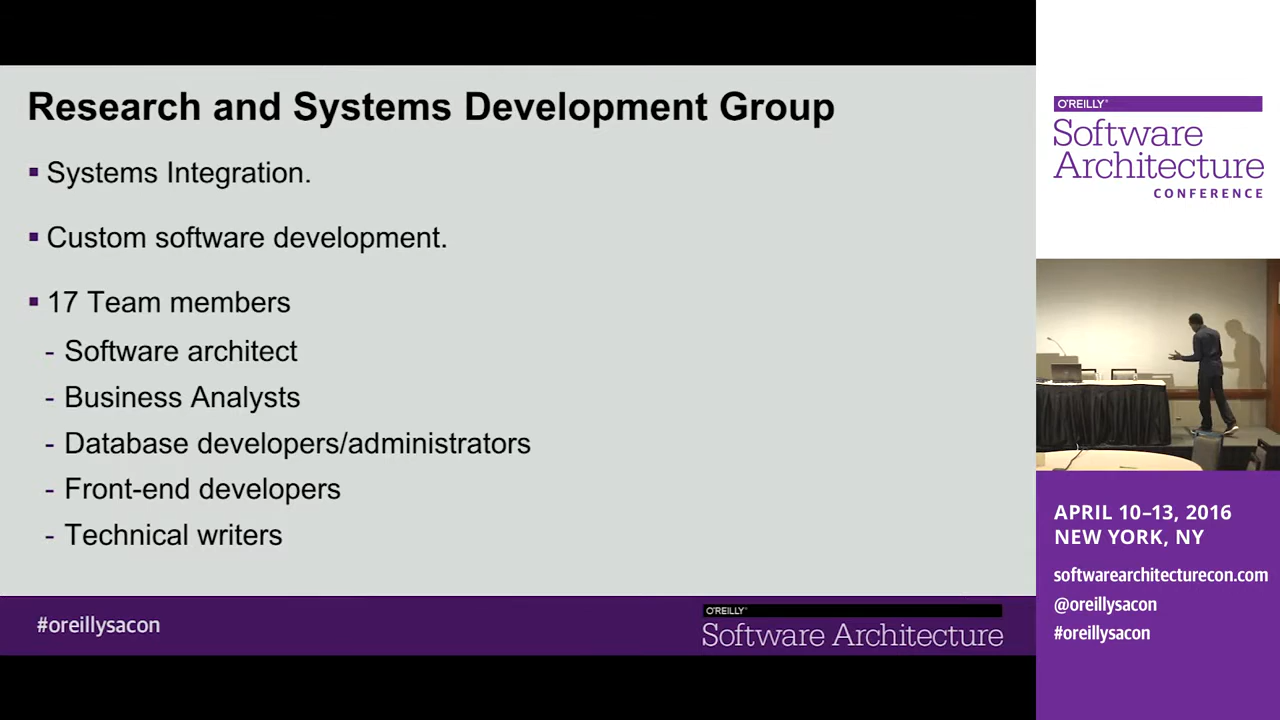 Research and Systems Development Group
▪ Systems Integration.
▪ Custom software development.
▪ 17 Team members
- Software architect
- Business Analysts
- Database developers/administrators
- Front-end developers
- Technical writers
#oreillysacon
O'REILLY®
Software Architecture
O'REILLY®
Software
Architecture
CONFERENCE
APRIL 10–13, 2016
NEW YORK, NY
softwarearchitecturecon.com
@oreillysacon
#oreillysacon